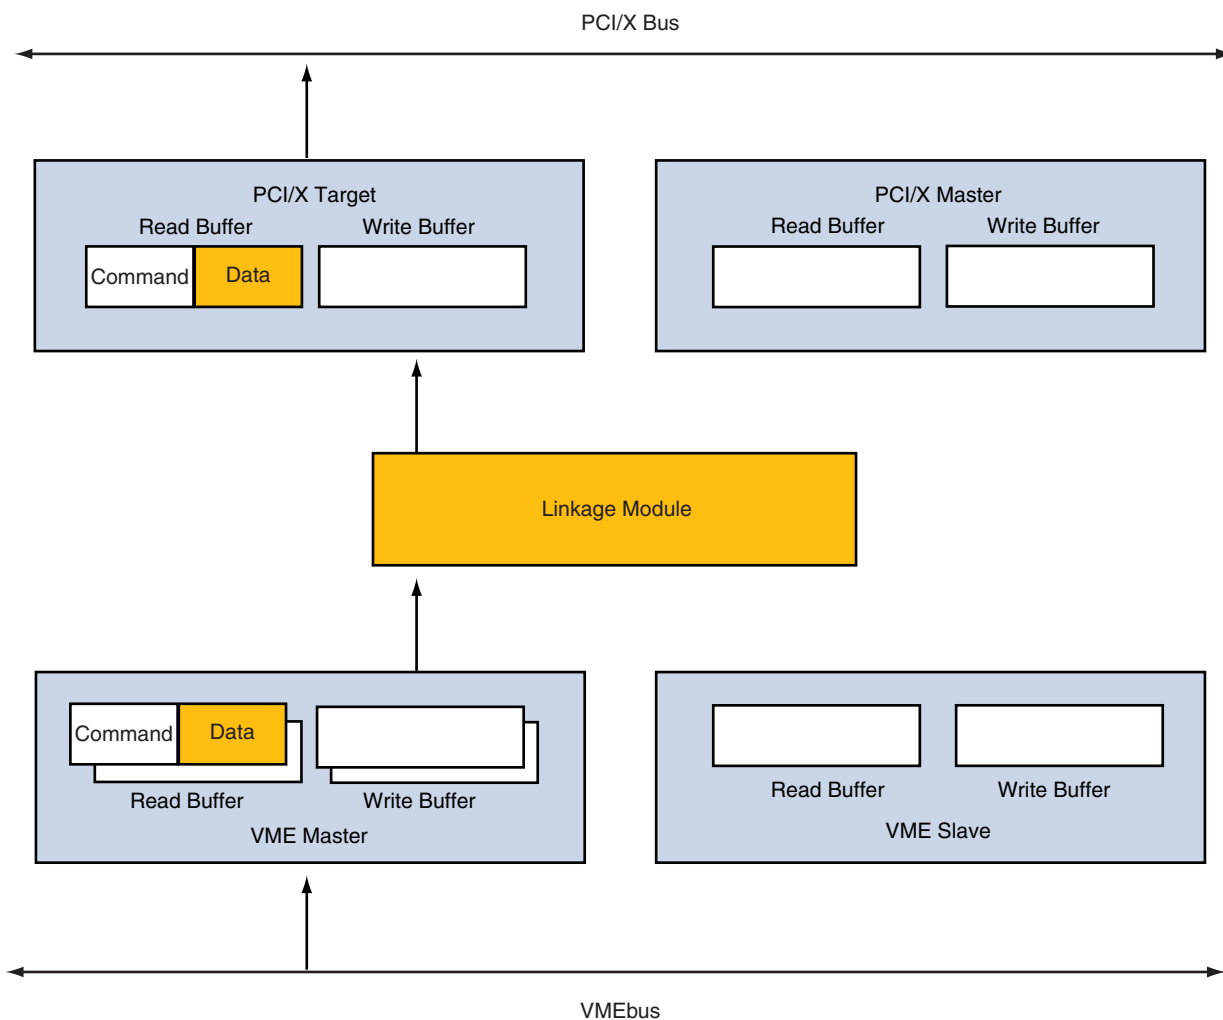 PCI/X Bus
PCI/X Target
Read Buffer
Write Buffer
Command
Data
PCI/X Master
Read Buffer
Write Buffer
Linkage Module
Command
Data
Read Buffer
Write Buffer
VME Master
Read Buffer
Write Buffer
VME Slave
VMEbus